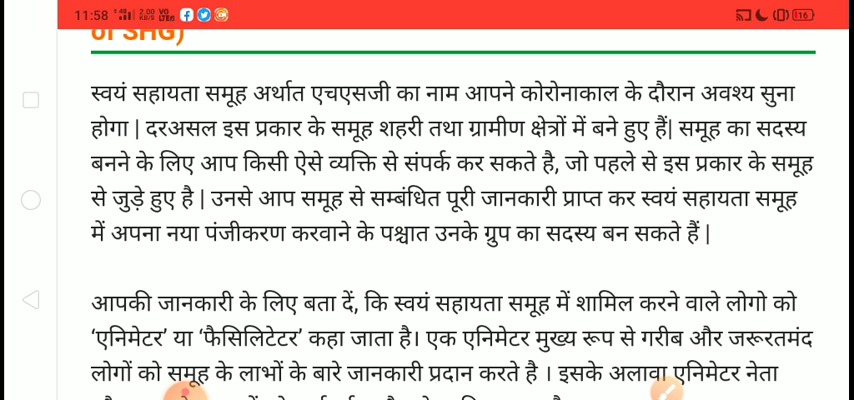 11:58
of SHG)
स्वयं सहायता समूह अर्थात एचएसजी का नाम आपने कोरोनाकाल के दौरान अवश्य सुना
होगा | दरअसल इस प्रकार के समूह शहरी तथा ग्रामीण क्षेत्रों में बने हुए हैं| समूह का सदस्य
बनने के लिए आप किसी ऐसे व्यक्ति से संपर्क कर सकते है, जो पहले से इस प्रकार के समूह
से जुड़े हुए है | उनसे आप समूह से सम्बंधित पूरी जानकारी प्राप्त कर स्वयं सहायता समूह
में अपना नया पंजीकरण करवाने के पश्चात उनके ग्रुप का सदस्य बन सकते हैं |
आपकी जानकारी के लिए बता दें, कि स्वयं सहायता समूह में शामिल करने वाले लोगो को
‘एनिमेटर’ या ‘फैसिलिटेटर’ कहा जाता है। एक एनिमेटर मुख्य रूप से गरीब और जरूरतमंद
लोगों को समूह के लाभों के बारे जानकारी प्रदान करते है । इसके अलावा एनिमेटर नेता